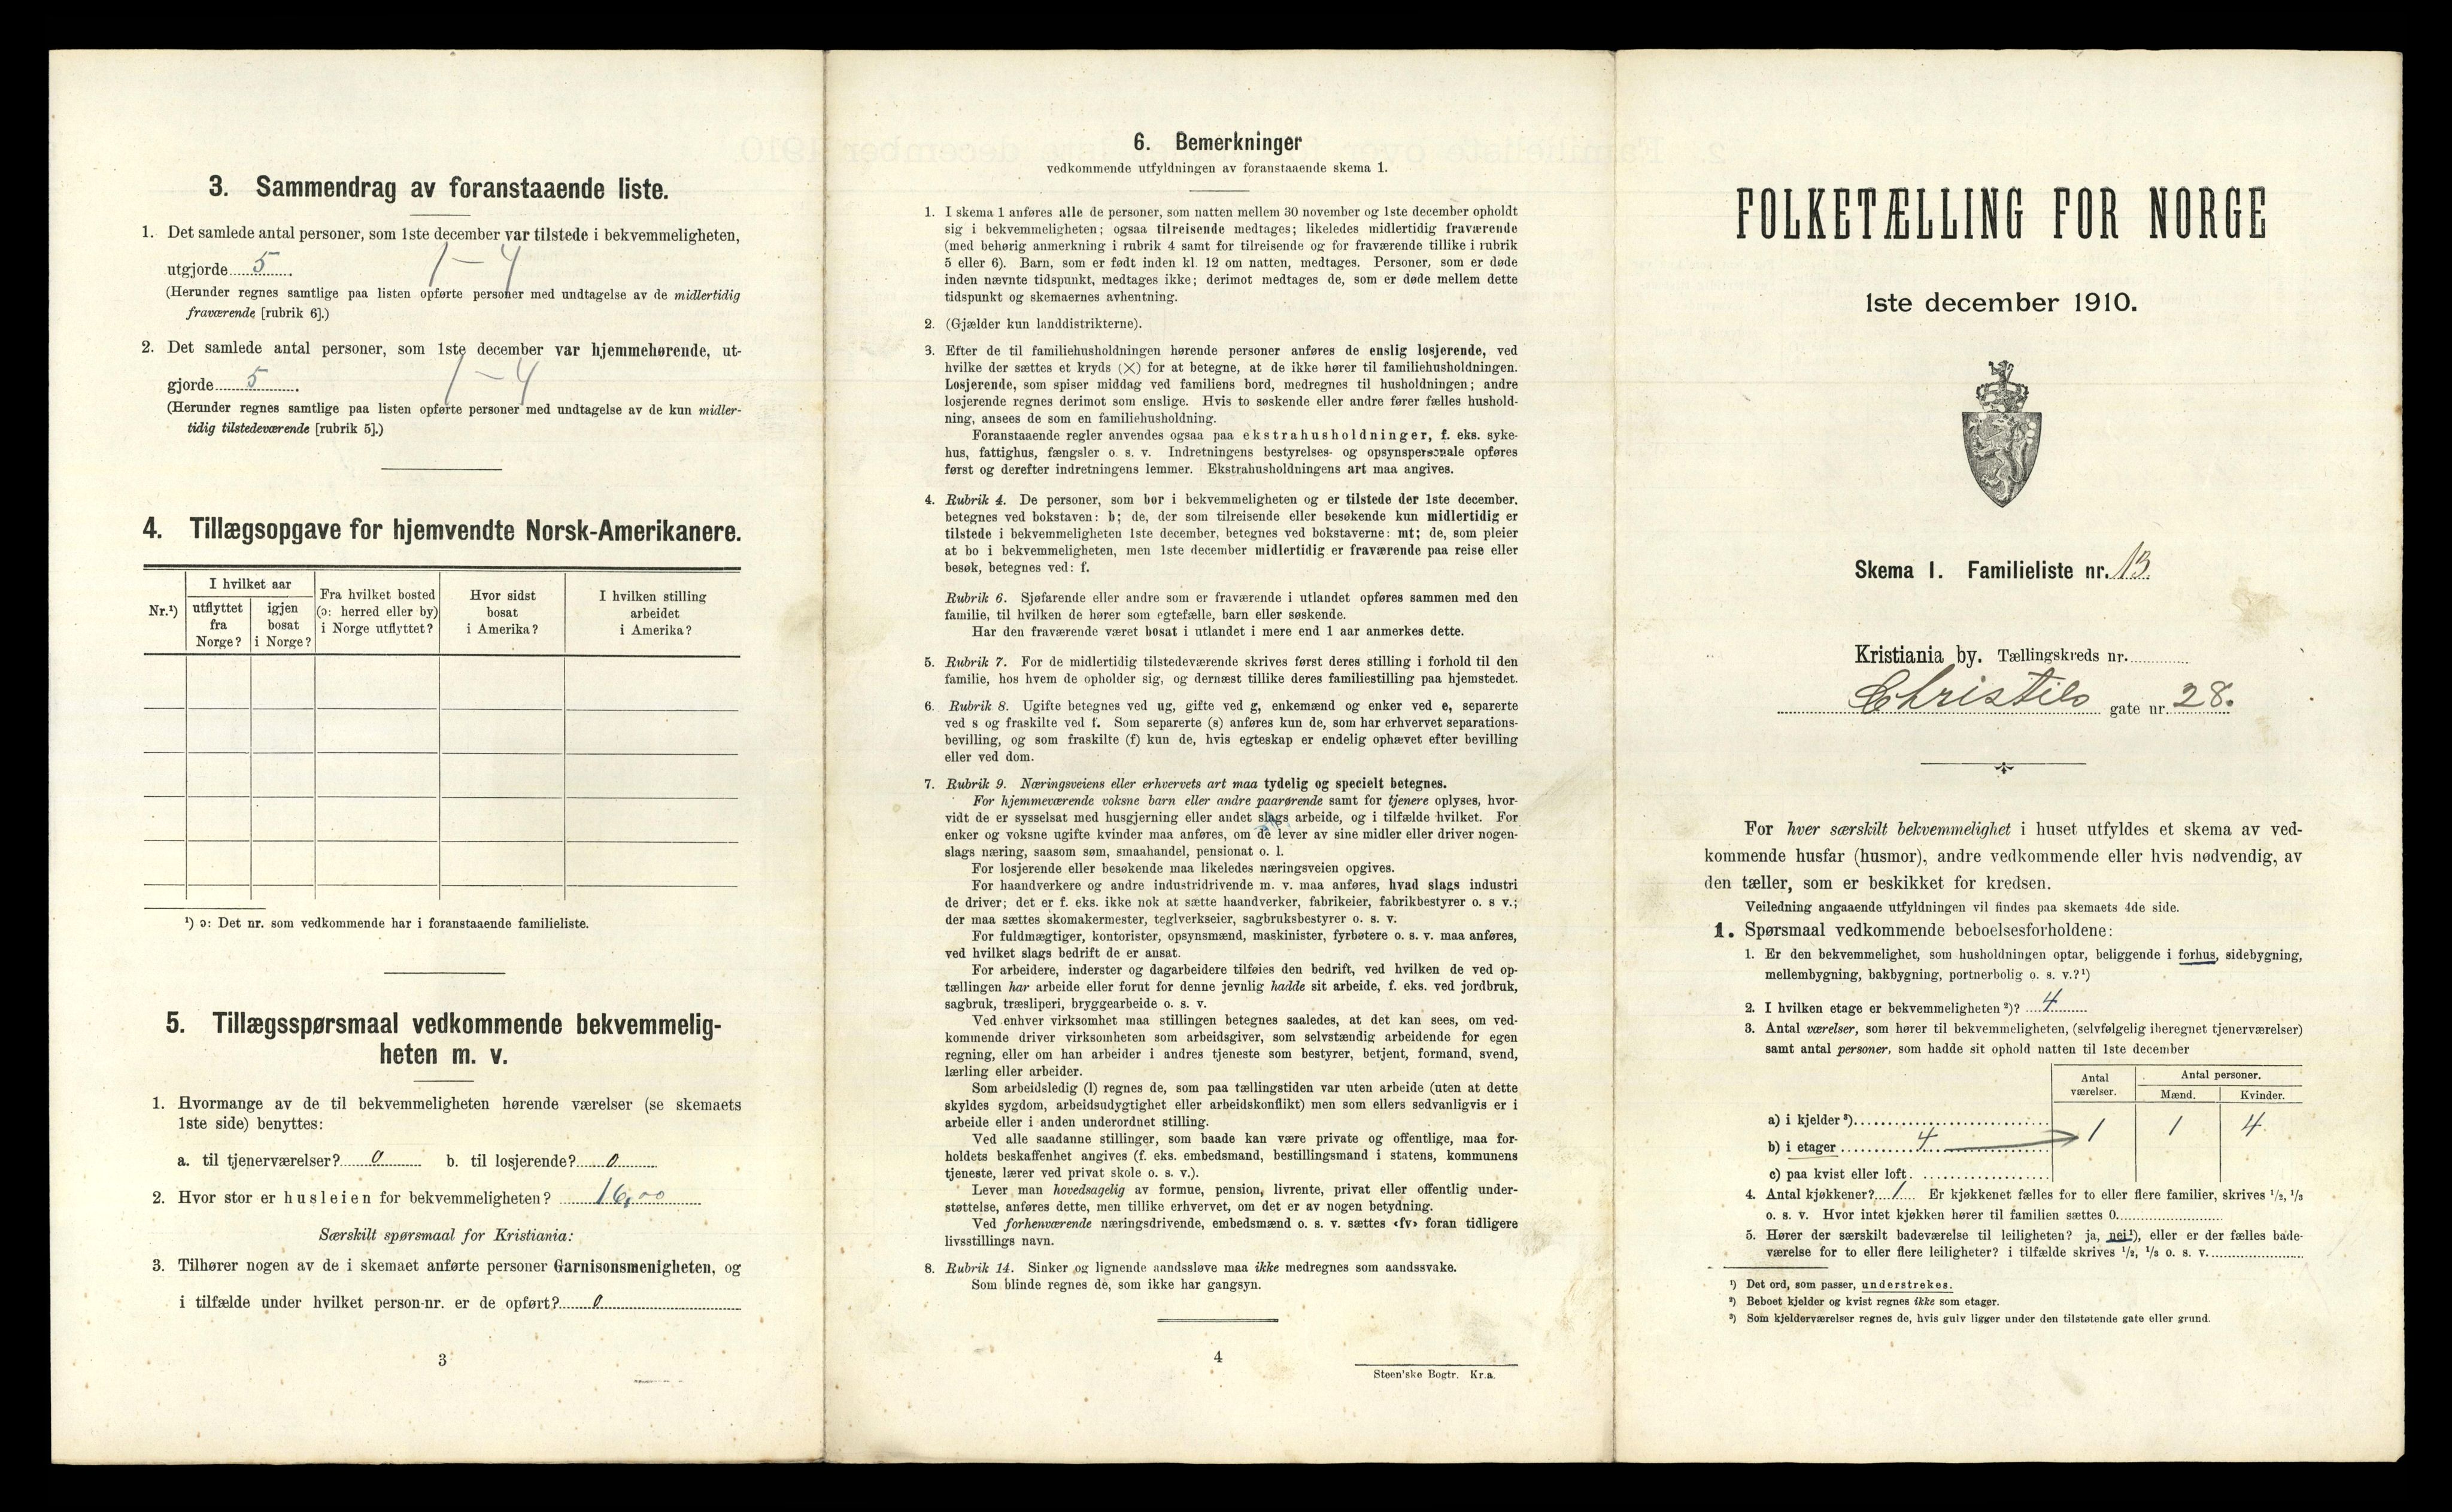 3. Sammendrag av foranstaaende liste.
1. Det samlede antal personer, som 1ste december var tilstede i bekvemmeligheten,
utgjorde 5. 1 – 4
(Herunder regnes samtlige paa listen opførte personer med undtagelse av de midlertidig
fraværende [rubrik 6].)
2. Det samlede antal personer, som 1ste december var hjemmehørende, ut-
gjorde 5. 1 – 4
(Herunder regnes samtlige paa listen opførte personer med undtagelse av de kun midler-
tidig tilstedeværende [rubrik 5].)
4. Tillægsopgave for hjemvendte Norsk-Amerikanere.
Nr.¹)
I hvilket aar
utflyttet
fra
Norge?
igjen
bosat
i Norge?
Fra hvilket bosted
(ɔ: herred eller by)
i Norge utflyttet?
Hvor sidst
bosat
i Amerika?
I hvilken stilling
arbeidet
i Amerika?
¹) ɔ: Det nr. som vedkommende har i foranstaaende familieliste.
5. Tillægsspørsmaal vedkommende bekvemmelig-
heten m. v.
1. Hvormange av de til bekvemmeligheten hørende værelser (se skemaets
1ste side) benyttes:
a. til tjenerværelser? 0 b. til losjerende? 0
2. Hvor stor er husleien for bekvemmeligheten? 16,00
Særskilt spørsmaal for Kristiania:
3. Tilhører nogen av de i skemaet anførte personer Garnisonsmenigheten, og
i tilfælde under hvilket person-nr. er de opført? 0
3
6. Bemerkninger
vedkommende utfyldningen av foranstaaende skema 1.
1. I skema 1 anføres alle de personer, som natten mellem 30 november og 1ste december opholdt
sig i bekvemmeligheten; ogsaa tilreisende medtages; likeledes midlertidig fraværende
(med behørig anmerkning i rubrik 4 samt for tilreisende og for fraværende tillike i rubrik
5 eller 6). Barn, som er født inden kl. 12 om natten, medtages. Personer, som er døde
inden nævnte tidspunkt, medtages ikke; derimot medtages de, som er døde mellem dette
tidspunkt og skemaernes avhentning.
2. (Gjælder kun landdistrikterne).
3. Efter de til familiehusholdningen hørende personer anføres de enslig losjerende, ved
hvilke der sættes et kryds (×) for at betegne, at de ikke hører til familiehusholdningen.
Losjerende, som spiser middag ved familiens bord, medregnes til husholdningen; andre
losjerende regnes derimot som enslige. Hvis to søskende eller andre fører fælles hushold-
ning, ansees de som en familiehusholdning.
Foranstaaende regler anvendes ogsaa paa ekstrahusholdninger, f. eks. syke-
hus, fattighus, fængsler o. s. v. Indretningens bestyrelses- og opsynspersonale opføres
først og derefter indretningens lemmer. Ekstrahusholdningens art maa angives.
4. Rubrik 4. De personer, som bor i bekvemmeligheten og er tilstede der 1ste december,
betegnes ved bokstaven: b; de, der som tilreisende eller besøkende kun midlertidig er
tilstede i bekvemmeligheten 1ste december, betegnes ved bokstaverne: mt; de, som pleier
at bo i bekvemmeligheten, men 1ste december midlertidig er fraværende paa reise eller
besøk, betegnes ved: f.
Rubrik 6. Sjøfarende eller andre som er fraværende i utlandet opføres sammen med den
familie, til hvilken de hører som egtefælle, barn eller søskende.
Har den fraværende været bosat i utlandet i mere end 1 aar anmerkes dette.
5. Rubrik 7. For de midlertidig tilstedeværende skrives først deres stilling i forhold til den
familie, hos hvem de opholder sig, og dernæst tillike deres familiestilling paa hjemstedet.
6. Rubrik 8. Ugifte betegnes ved ug, gifte ved g, enkemænd og enker ved e, separerte
ved s og fraskilte ved f. Som separerte (s) anføres kun de, som har erhvervet separations-
bevilling, og som fraskilte (f) kun de, hvis egteskap er endelig ophævet efter bevilling
eller ved dom.
7. Rubrik 9. Næringsveiens eller erhvervets art maa tydelig og specielt betegnes.
For hjemmeværende voksne barn eller andre paarørende samt for tjenere oplyses, hvor-
vidt de er sysselsat med husgjerning eller andet slags arbeide, og i tilfælde hvilket. For
enker og voksne ugifte kvinder maa anføres, om de lever av sine midler eller driver nogen-
slags næring, saasom søm, smaahandel, pensionat o. l.
For losjerende eller besøkende maa likeledes næringsveien opgives.
For haandverkere og andre industridrivende m. v. maa anføres, hvad slags industri
de driver; det er f. eks. ikke nok at sætte haandverker, fabrikeier, fabrikbestyrer o. s v.;
der maa sættes skomakermester, teglverkseier, sagbruksbestyrer o. s. v.
For fuldmægtiger, kontorister, opsynsmænd, maskinister, fyrbøtere o. s. v. maa anføres,
ved hvilket slags bedrift de er ansat.
For arbeidere, inderster og dagarbeidere tilføies den bedrift, ved hvilken de ved op-
tællingen har arbeide eller forut for denne jevnlig hadde sit arbeide, f. eks. ved jordbruk,
sagbruk, træsliperi, bryggearbeide o. s. v.
Ved enhver virksomhet maa stillingen betegnes saaledes, at det kan sees, om ved-
kommende driver virksomheten som arbeidsgiver, som selvstændig arbeidende for egen
regning, eller om han arbeider i andres tjeneste som bestyrer, betjent, formand, svend,
lærling eller arbeider.
Som arbeidsledig (l) regnes de, som paa tællingstiden var uten arbeide (uten at dette
skyldes sygdom, arbeidsudygtighet eller arbeidskonflikt) men som ellers sedvanligvis er i
arbeide eller i anden underordnet stilling.
Ved alle saadanne stillinger, som baade kan være private og offentlige, maa for-
holdets beskaffenhet angives (f. eks. embedsmand, bestillingsmand i statens, kommunens
tjeneste, lærer ved privat skole o. s. v.).
Lever man hovedsagelig av formue, pension, livrente, privat eller offentlig under-
støttelse, anføres dette, men tillike erhvervet, om det er av nogen betydning.
Ved forhenværende næringsdrivende, embedsmænd o. s. v. sættes «fv» foran tidligere
livsstillings navn.
8. Rubrik 14. Sinker og lignende aandssløve maa ikke medregnes som aandssvake.
Som blinde regnes de, som ikke har gangsyn.
4
Steen'ske Bogtr. Kr.a.
FOLKETÆLLING FOR NORGE
1ste december 1910.
Skema 1. Familieliste nr. 13
Kristiania by. Tællingskreds nr.
Christies gate nr. 28.
For hver særskilt bekvemmelighet i huset utfyldes et skema av ved-
kommende husfar (husmor), andre vedkommende eller hvis nødvendig, av
den tæller, som er beskikket for kredsen.
Veiledning angaaende utfyldningen vil findes paa skemaets 4de side.
1. Spørsmaal vedkommende beboelsesforholdene:
1. Er den bekvemmelighet, som husholdningen optar, beliggende i forhus, sidebygning,
mellembygning, bakbygning, portnerbolig o. s. v.?¹)
2. I hvilken etage er bekvemmeligheten²)? 4
3. Antal værelser, som hører til bekvemmeligheten, (selvfølgelig iberegnet tjenerværelser)
samt antal personer, som hadde sit ophold natten til 1ste december
Antal
værelser.
Antal personer.
Mænd. Kvinder.
a) i kjelder³)
b) i etager 4 1 1 4
c) paa kvist eller loft
4. Antal kjøkkener? 1 Er kjøkkenet fælles for to eller flere familier, skrives 1/2, 1/3
o. s. v. Hvor intet kjøkken hører til familien sættes 0.
5. Hører der særskilt badeværelse til leiligheten? ja, nei¹), eller er der fælles bade-
værelse for to eller flere leiligheter? i tilfælde skrives 1/2, 1/3 o. s. v.
¹) Det ord, som passer, understrekes.
²) Beboet kjelder og kvist regnes ikke som etager.
³) Som kjelderværelser regnes de, hvis gulv ligger under den tilstøtende gate eller grund.